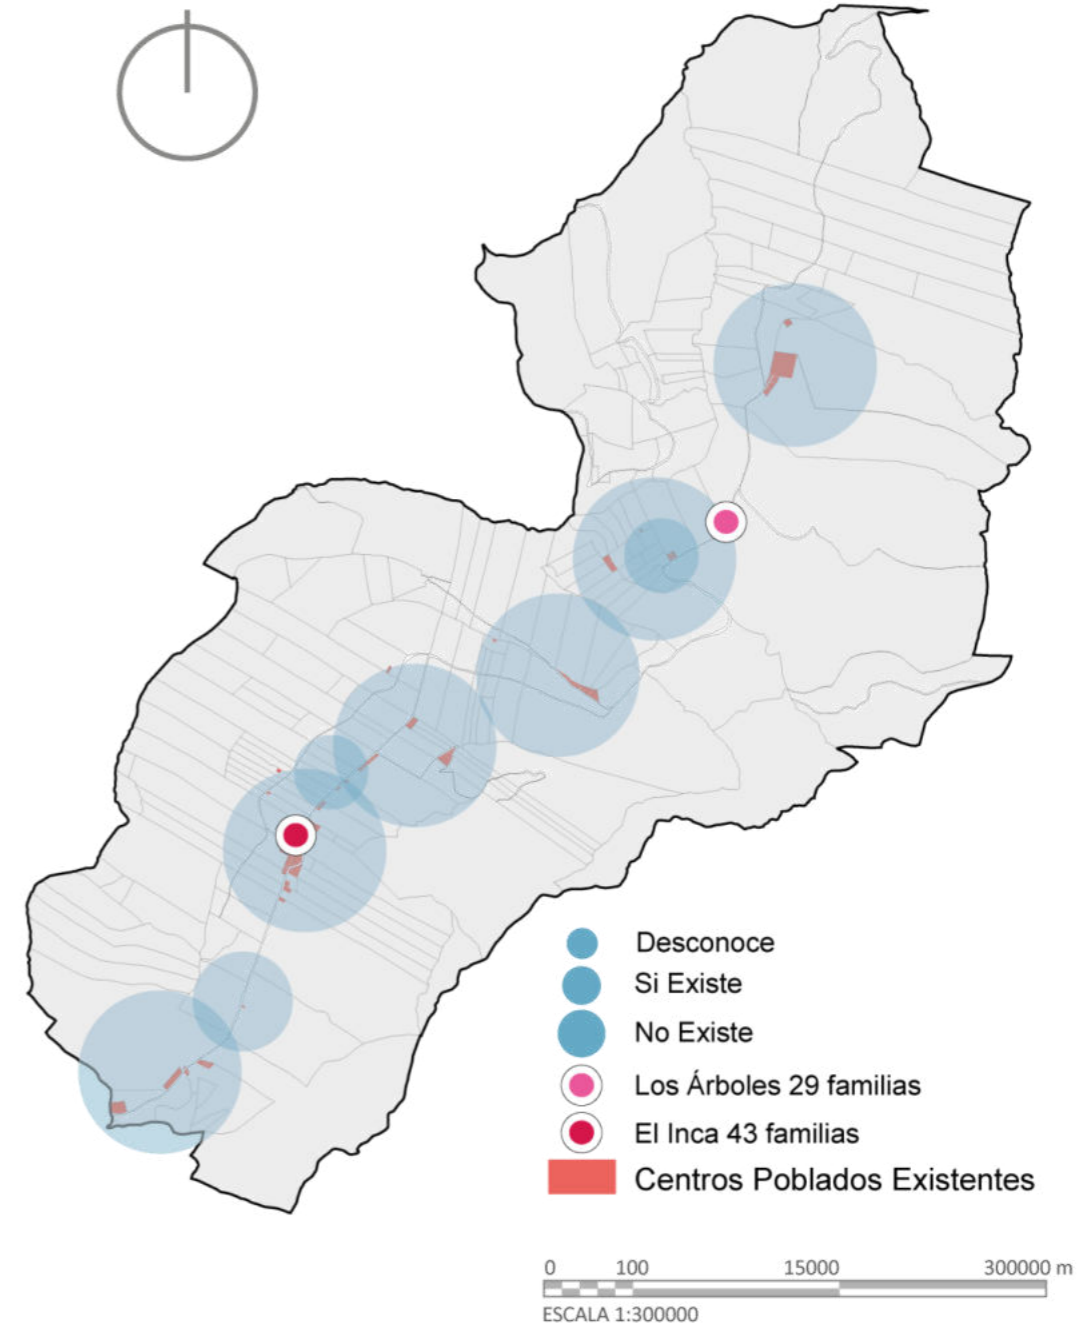 Desconoce
Si Existe
No Existe
Los Árboles 29 familias
El Inca 43 familias
Centros Poblados Existentes
0 100 15000 300000 m
ESCALA 1:300000